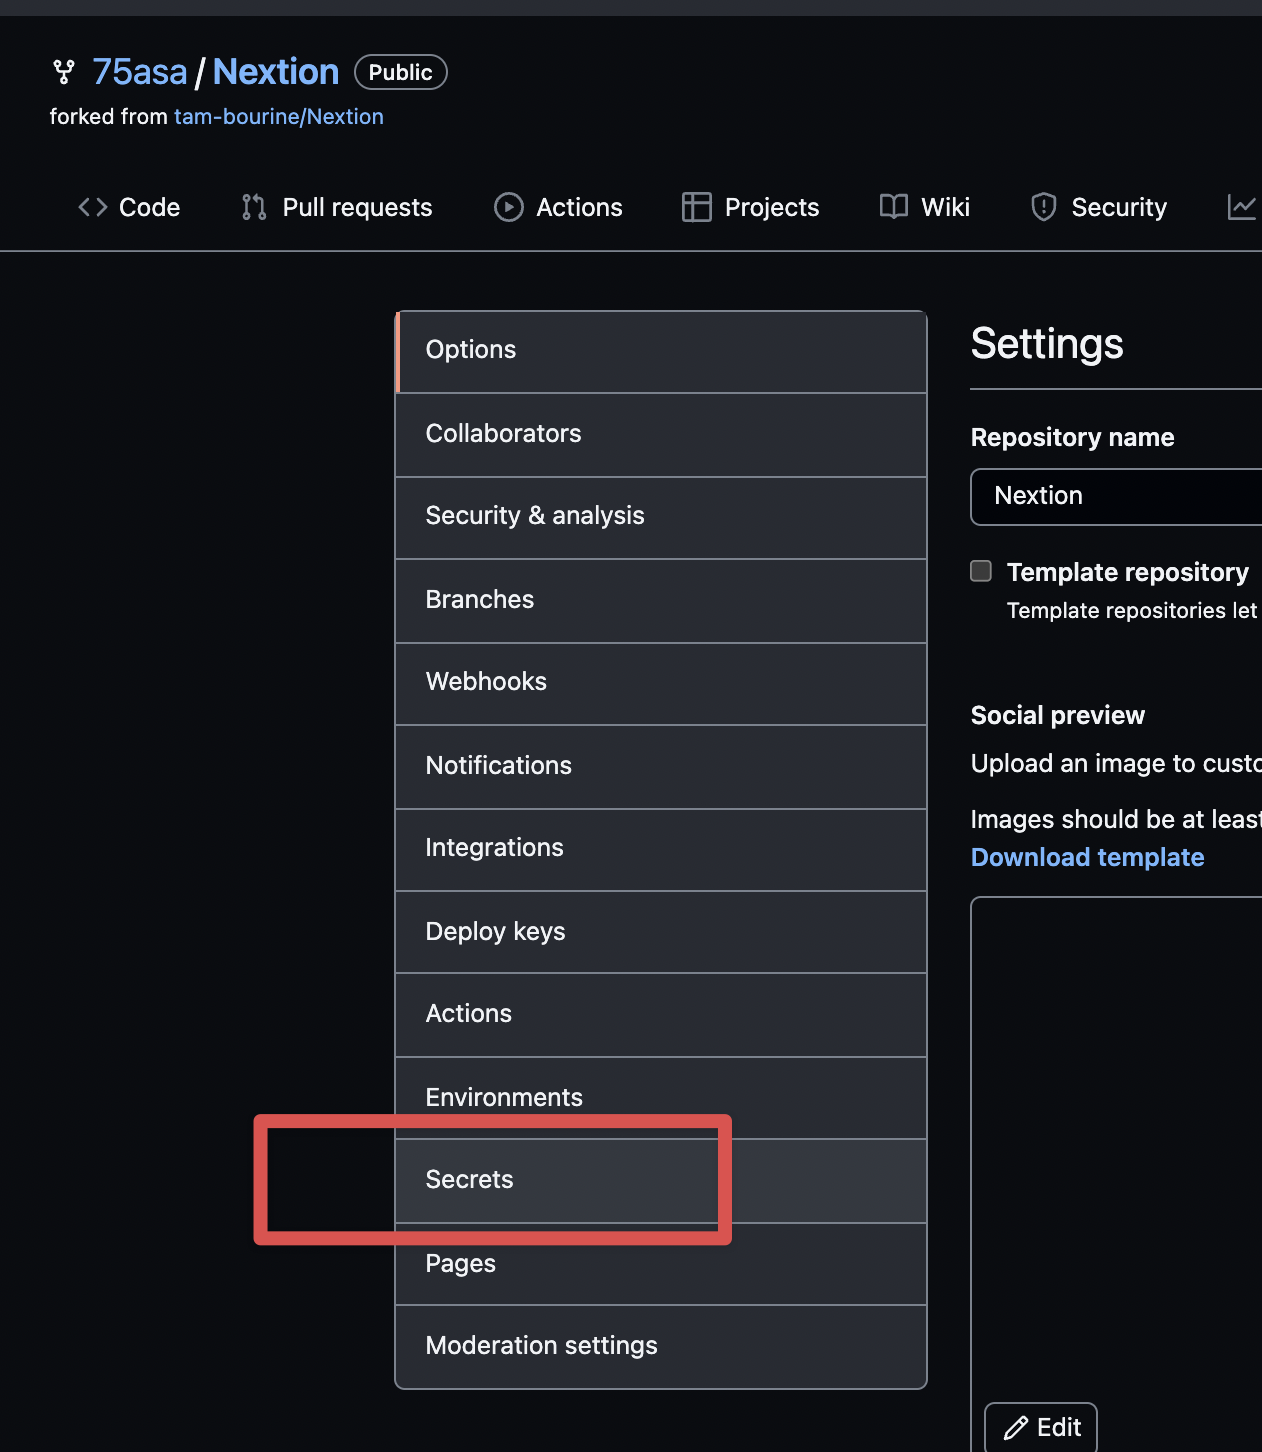 75asa / Nextion Public
forked from tam-bourine/Nextion
Code Pull requests Actions Projects Wiki Security
Options
Collaborators
Security & analysis
Branches
Webhooks
Notifications
Integrations
Deploy keys
Actions
Environments
Secrets
Pages
Moderation settings
Settings
Repository name
Nextion
Template repository
Template repositories let
Social preview
Upload an image to custo
Images should be at least
Download template
Edit